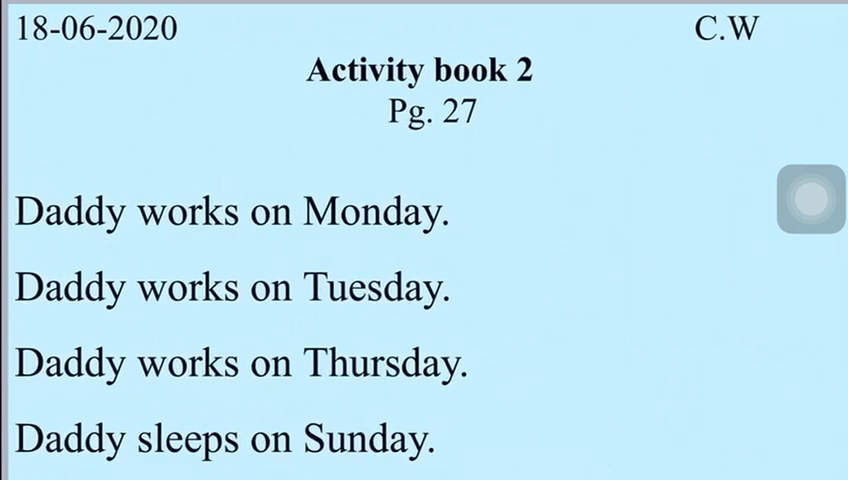 18-06-2020 C.W
Activity book 2
Pg. 27
Daddy works on Monday.
Daddy works on Tuesday.
Daddy works on Thursday.
Daddy sleeps on Sunday.